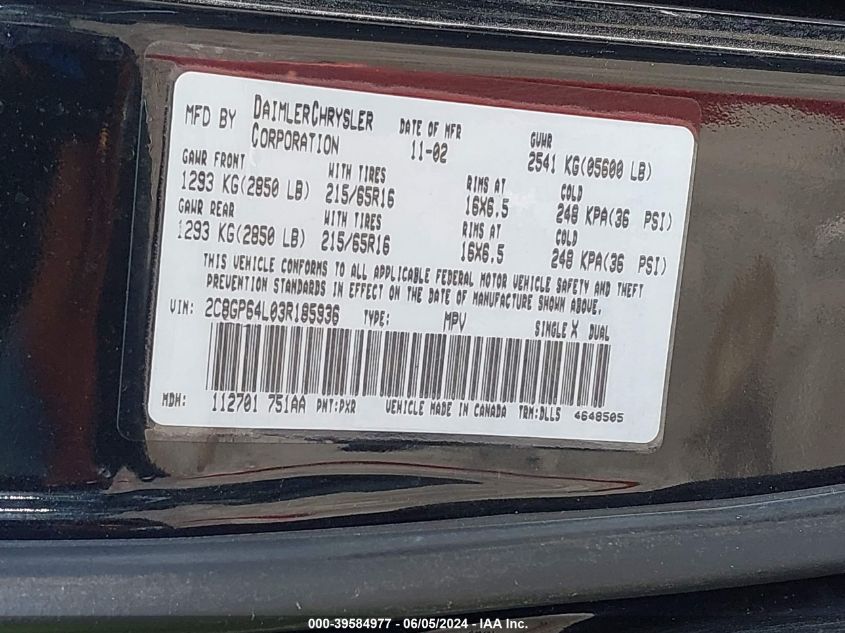 MFD BY DAIMLERCHRYSLER CORPORATION DATE OF MFR 11-02 GVWR 2541 KG(05600 LB)
GAWR FRONT WITH TIRES RIMS AT COLD
1293 KG(2850 LB) 215/65R16 16X6.5 248 KPA(36 PSI)
GAWR REAR WITH TIRES RIMS AT COLD
1293 KG(2850 LB) 215/65R16 16X6.5 248 KPA(36 PSI)
THIS VEHICLE CONFORMS TO ALL APPLICABLE FEDERAL MOTOR VEHICLE SAFETY AND THEFT
PREVENTION STANDARDS IN EFFECT ON THE DATE OF MANUFACTURE SHOWN ABOVE.
VIN: 2C8GP64L03R185936 TYPE: MPV SINGLE X DUAL
MDH: 112701 751AA PNT:PXR VEHICLE MADE IN CANADA TRM:DLL5 4648505
000-39584977 - 06/05/2024 - IAA Inc.